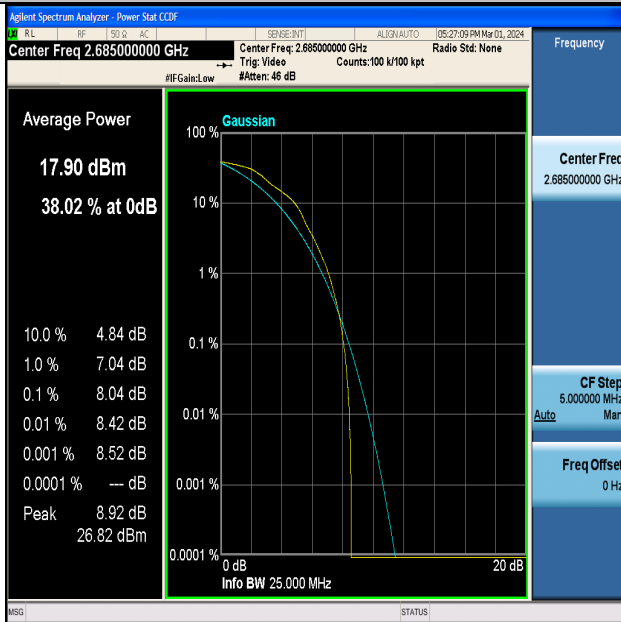 Agilent Spectrum Analyzer - Power Stat CCDF
LXI RL RF 50 Ω AC SENSE:INT ALIGN AUTO 05:27:09 PM Mar 01, 2024
Center Freq 2.685000000 GHz
Center Freq: 2.685000000 GHz Radio Std: None
Trig: Video Counts:100 k/100 kpt
#IFGain:Low #Atten: 46 dB
Frequency
Average Power
17.90 dBm
38.02 % at 0dB
10.0 % 4.84 dB
1.0 % 7.04 dB
0.1 % 8.04 dB
0.01 % 8.42 dB
0.001 % 8.52 dB
0.0001 % --- dB
Peak 8.92 dB
26.82 dBm
Gaussian
100 %
10 %
1 %
0.1 %
0.01 %
0.001 %
0.0001 %
0 dB 20 dB
Info BW 25.000 MHz
Center Freq
2.685000000 GHz
CF Step
5.000000 MHz
Auto Man
Freq Offset
0 Hz
MSG STATUS